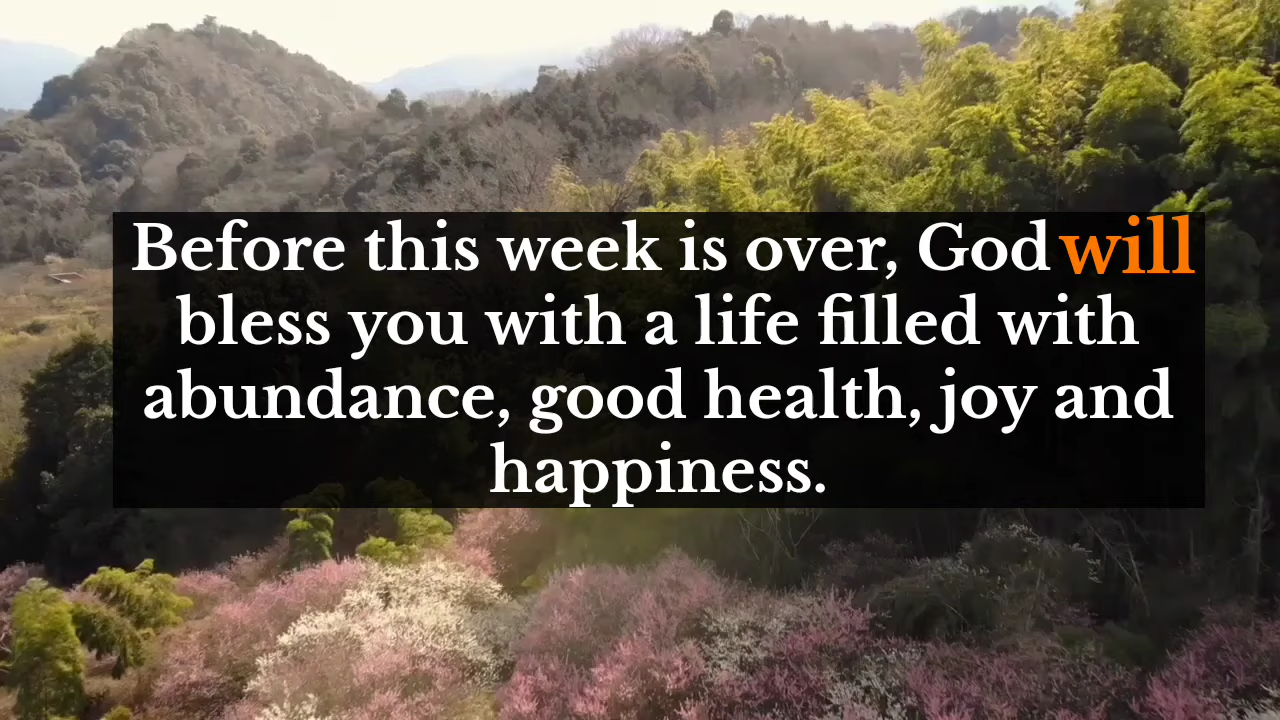 Before this week is over, God will
bless you with a life filled with
abundance, good health, joy and
happiness.